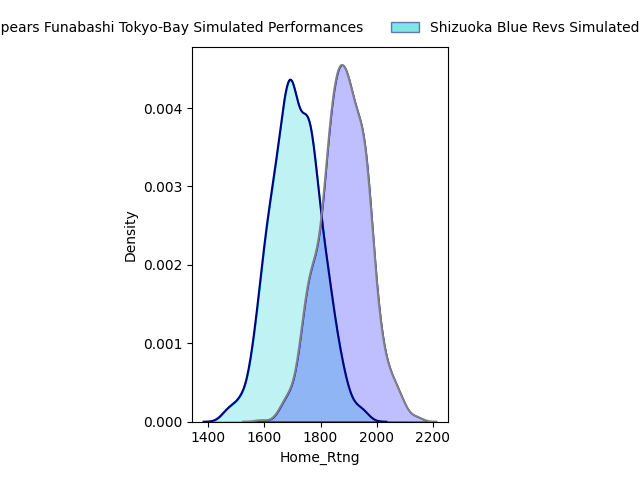 Funabashi Tokyo-Bay Simulated Performances Shizuoka Blue Revs Simulated
0.004
0.003
0.002
0.001
0.000
Density
1400 1600 1800 2000 2200
Home_Rtng